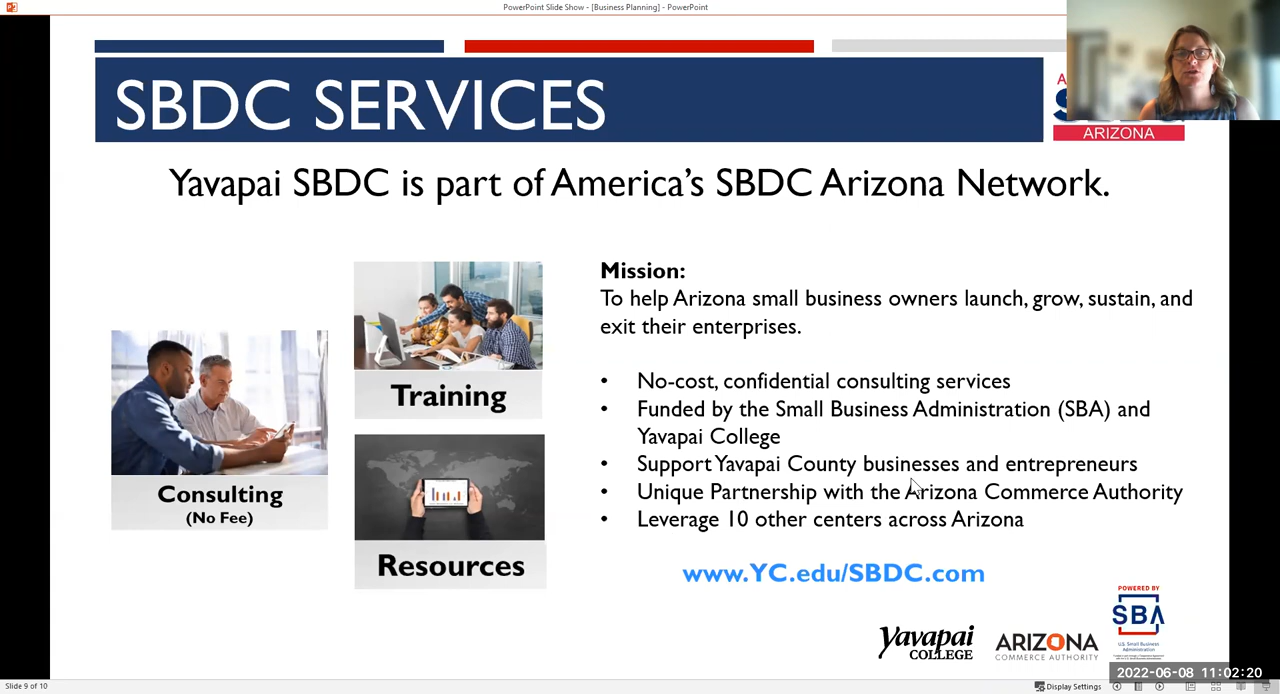 PowerPoint Slide Show - [Business Planning] - PowerPoint
SBDC SERVICES
ARIZONA
Yavapai SBDC is part of America's SBDC Arizona Network.
Consulting
(No Fee)
Training
Resources
Mission:
To help Arizona small business owners launch, grow, sustain, and
exit their enterprises.
• No-cost, confidential consulting services
• Funded by the Small Business Administration (SBA) and
Yavapai College
• Support Yavapai County businesses and entrepreneurs
• Unique Partnership with the Arizona Commerce Authority
• Leverage 10 other centers across Arizona
www.YC.edu/SBDC.com
Yavapai
COLLEGE
ARIZONA
COMMERCE AUTHORITY
POWERED BY
SBA
U.S. Small Business
Administration
2022-06-08 11:02:20
Slide 9 of 10
Display Settings